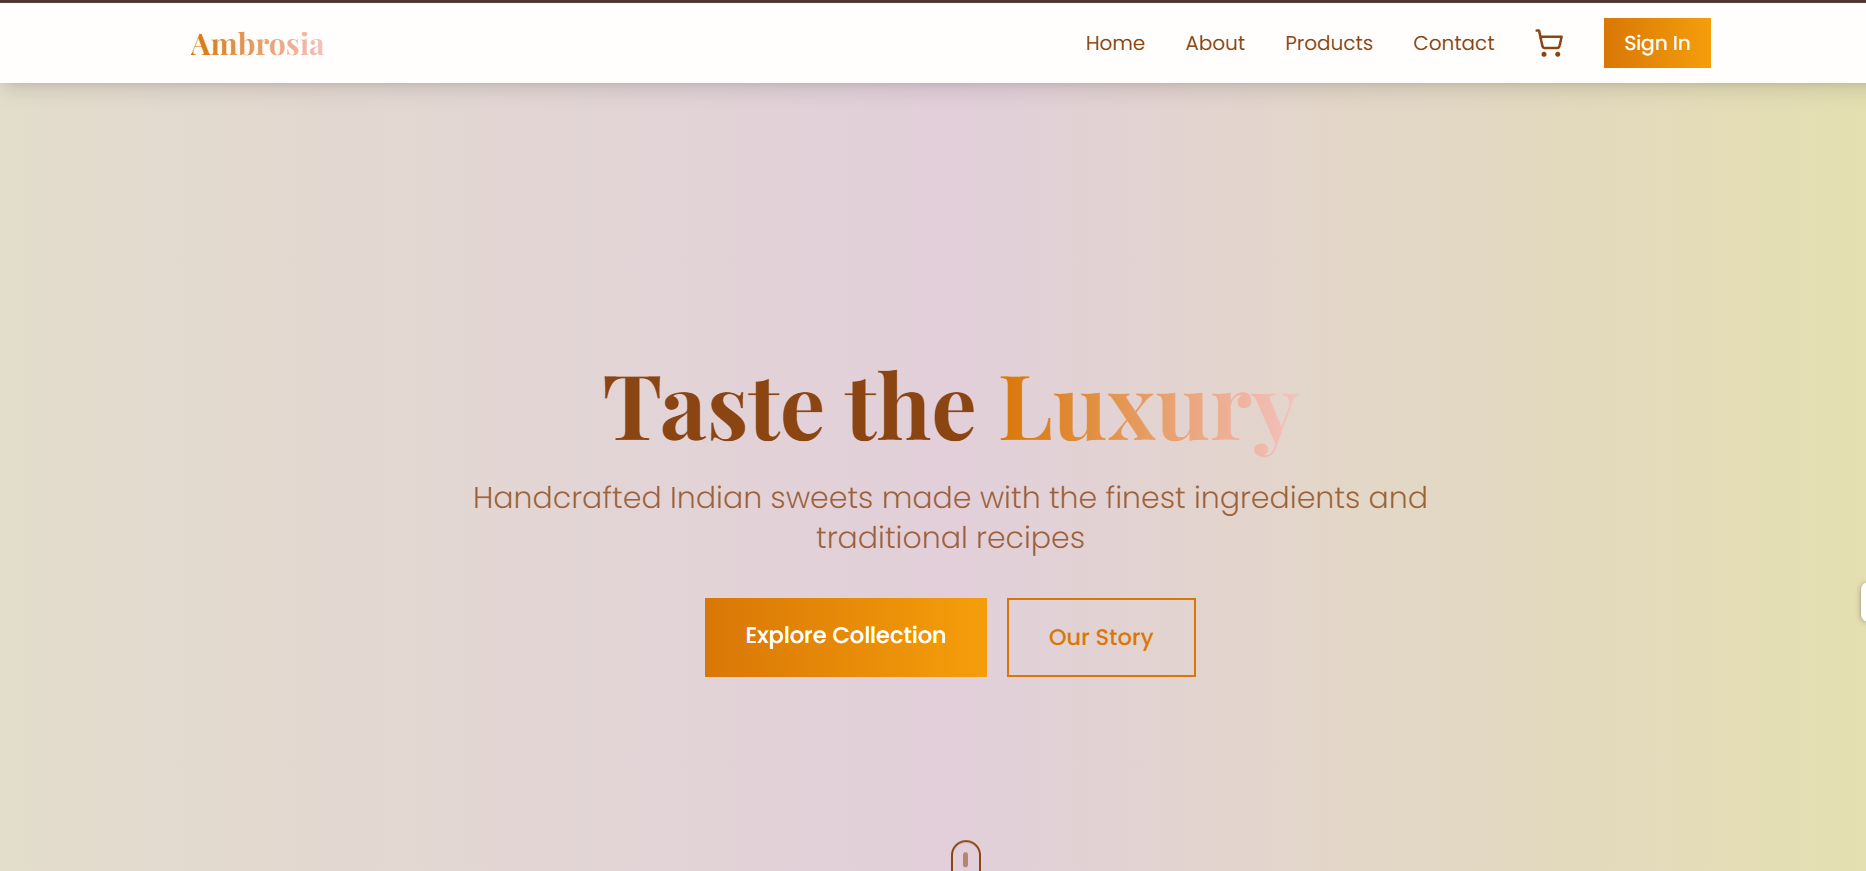 Ambrosia
Home About Products Contact Sign In
Taste the Luxury
Handcrafted Indian sweets made with the finest ingredients and
traditional recipes
Explore Collection Our Story